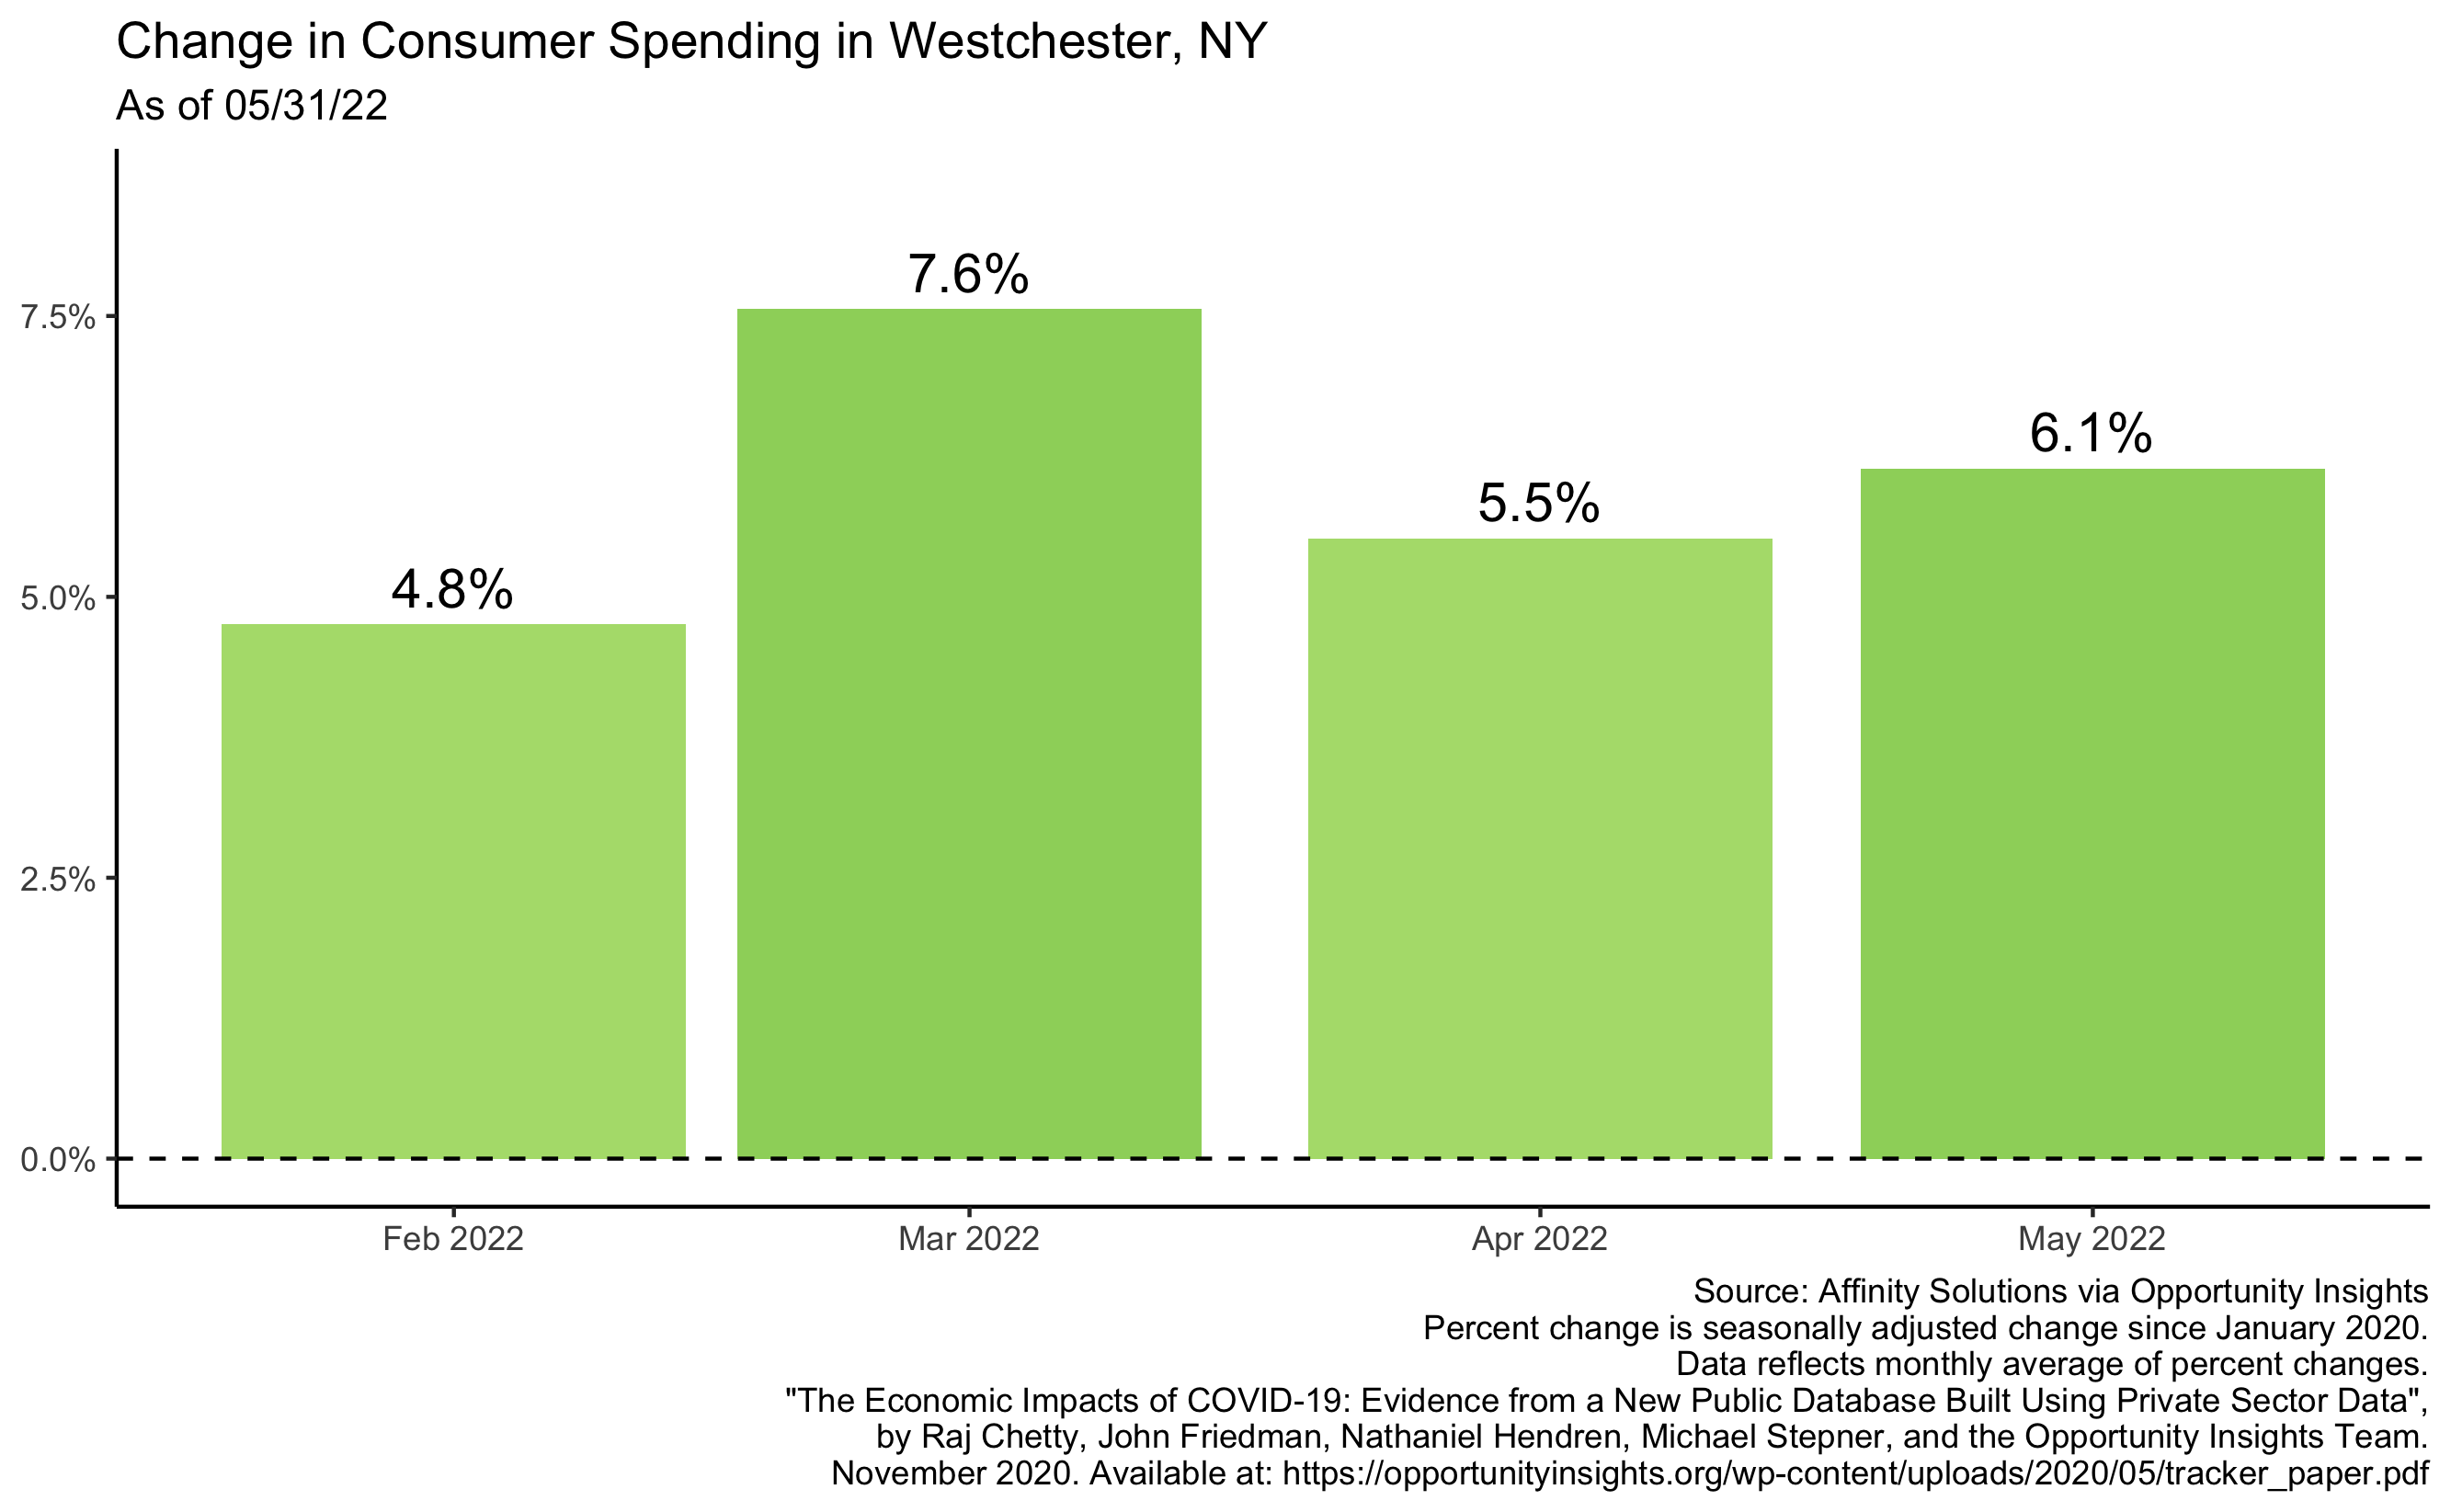 Change in Consumer Spending in Westchester, NY
As of 05/31/22
7.6%
7.5%
6.1%
5.5%
4.8%
5.0%
2.5%
0.0%
Feb 2022 Mar 2022 Apr 2022 May 2022
Source: Affinity Solutions via Opportunity Insights
Percent change is seasonally adjusted change since January 2020.
Data reflects monthly average of percent changes.
"The Economic Impacts of COVID-19: Evidence from a New Public Database Built Using Private Sector Data",
by Raj Chetty, John Friedman, Nathaniel Hendren, Michael Stepner, and the Opportunity Insights Team.
November 2020. Available at: https://opportunityinsights.org/wp-content/uploads/2020/05/tracker_paper.pdf